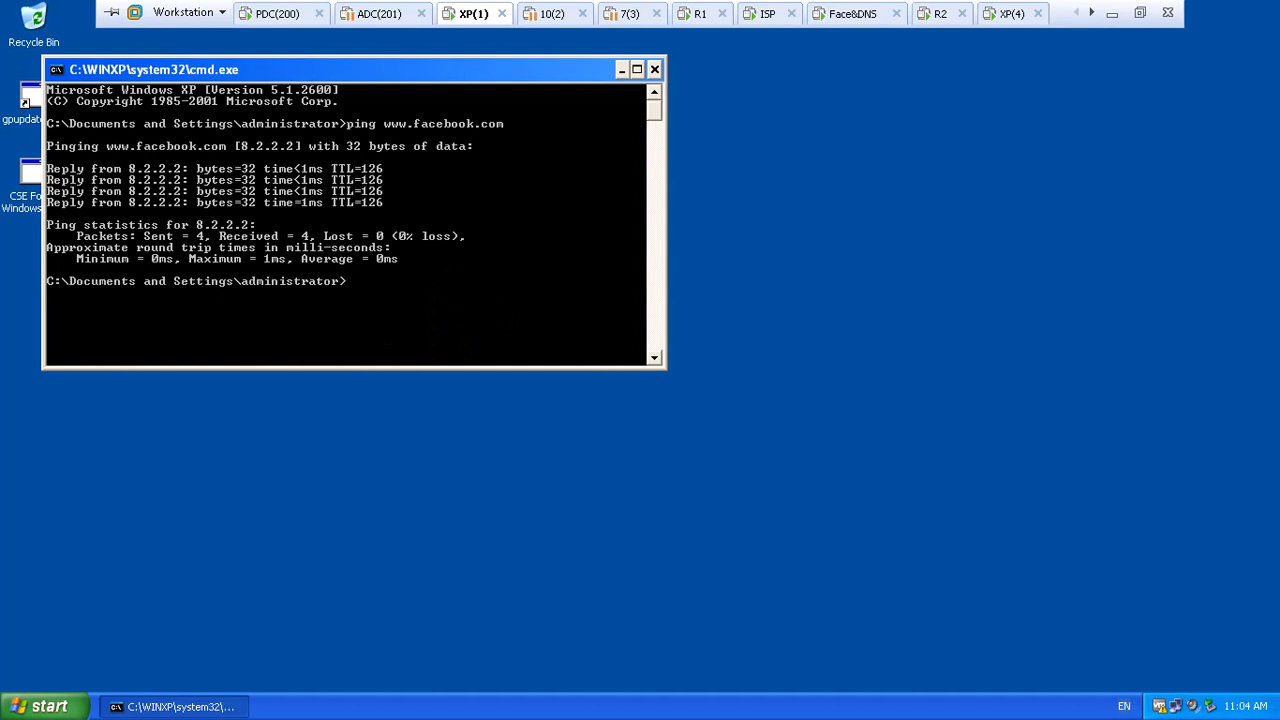 Workstation
PDC(200)
ADC(201)
XP(1)
10(2)
7(3)
R1
ISP
Face&DNS
R2
XP(4)
Recycle Bin
C:\WINXP\system32\cmd.exe
Microsoft Windows XP [Version 5.1.2600]
(C) Copyright 1985-2001 Microsoft Corp.
C:\Documents and Settings\administrator>ping www.facebook.com
Pinging www.facebook.com [8.2.2.2] with 32 bytes of data:
Reply from 8.2.2.2: bytes=32 time<1ms TTL=126
Reply from 8.2.2.2: bytes=32 time<1ms TTL=126
Reply from 8.2.2.2: bytes=32 time<1ms TTL=126
Reply from 8.2.2.2: bytes=32 time=1ms TTL=126
Ping statistics for 8.2.2.2:
Packets: Sent = 4, Received = 4, Lost = 0 (0% loss),
Approximate round trip times in milli-seconds:
Minimum = 0ms, Maximum = 1ms, Average = 0ms
C:\Documents and Settings\administrator>
gpupdat
CSE Fo
Windows
start
C:\WINXP\system32\...
EN
11:04 AM